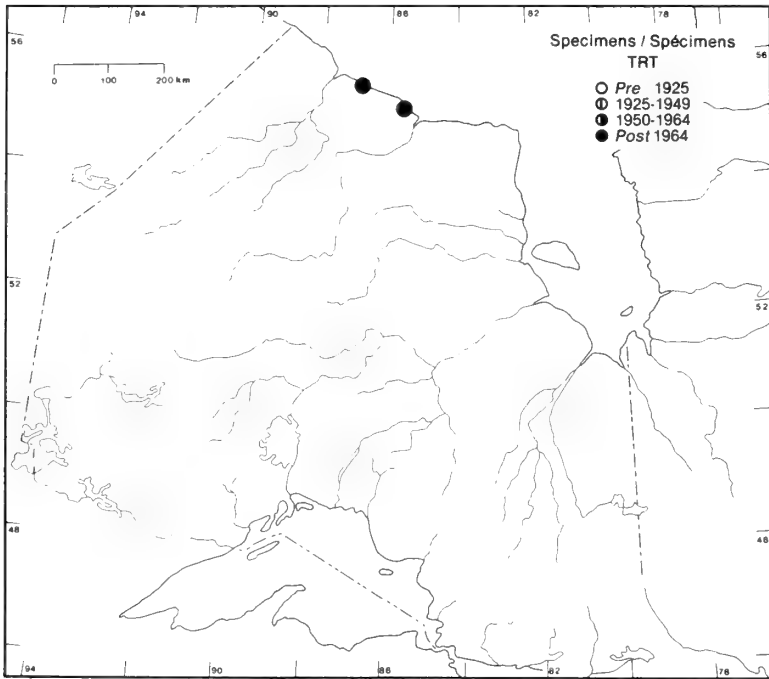 94 90 86 82 78
56 56
Specimens / Spécimens
TRT
0 100 200 km
Pre 1925
1925-1949
1950-1964
Post 1964
52 52
48 48
94 90 86 82 78